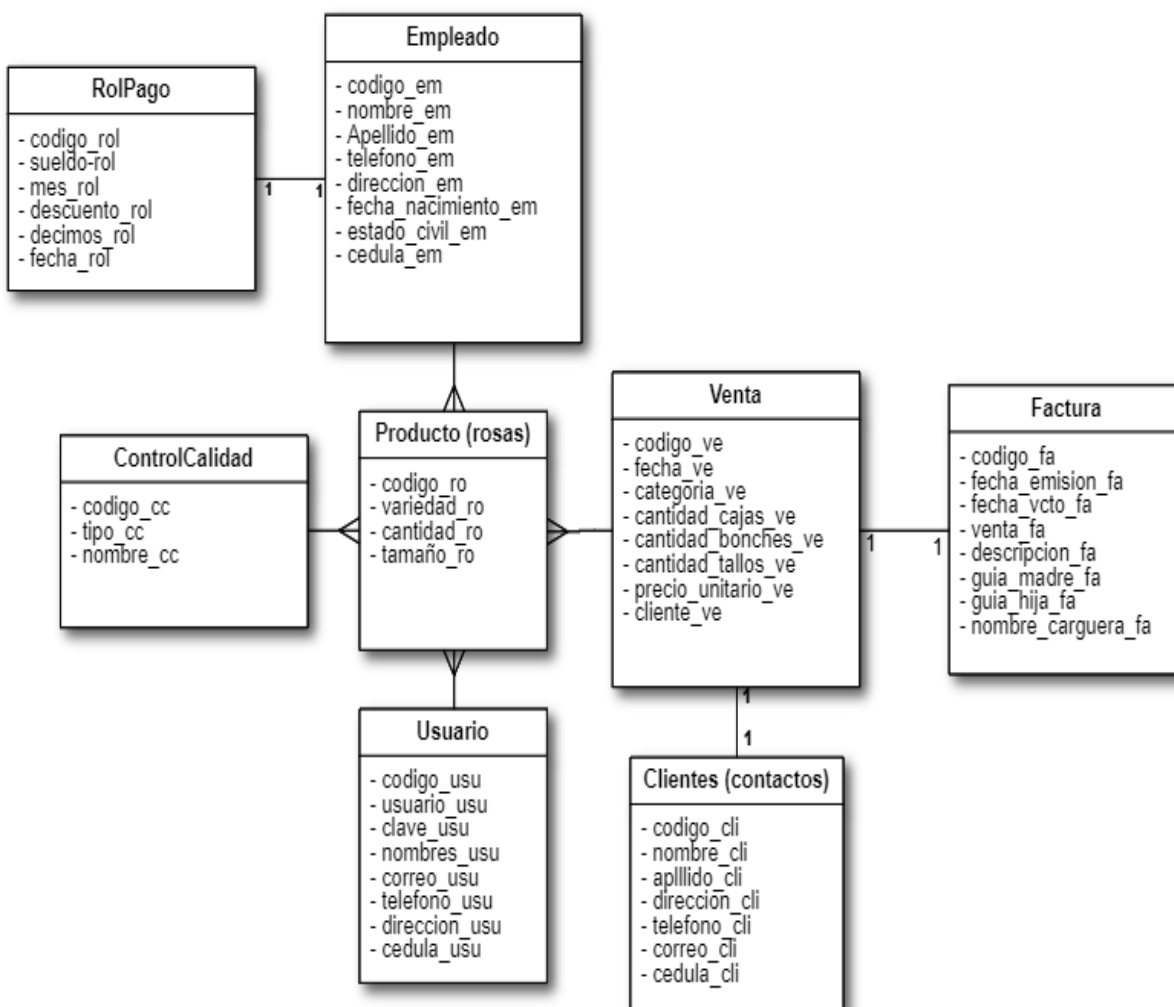 Empleado
- codigo_em
- nombre_em
- Apellido_em
- telefono_em
- direccion_em
- fecha_nacimiento_em
- estado_civil_em
- cedula_em
RolPago
- codigo_rol
- sueldo-rol
- mes_rol
- descuento_rol
- decimos_rol
- fecha_rol
1
1
Producto (rosas)
- codigo_ro
- variedad_ro
- cantidad_ro
- tamaño_ro
ControlCalidad
- codigo_cc
- tipo_cc
- nombre_cc
Venta
- codigo_ve
- fecha_ve
- categoria_ve
- cantidad_cajas_ve
- cantidad_bonches_ve
- cantidad_tallos_ve
- precio_unitario_ve
- cliente_ve
1
1
Factura
- codigo_fa
- fecha_emision_fa
- fecha_vcto_fa
- venta_fa
- descripcion_fa
- guia_madre_fa
- guia_hija_fa
- nombre_carguera_fa
1
1
Usuario
- codigo_usu
- usuario_usu
- clave_usu
- nombres_usu
- correo_usu
- telefono_usu
- direccion_usu
- cedula_usu
Clientes (contactos)
- codigo_cli
- nombre_cli
- aplllido_cli
- dirección_cli
- telefono_cli
- correo_cli
- cedula_cli